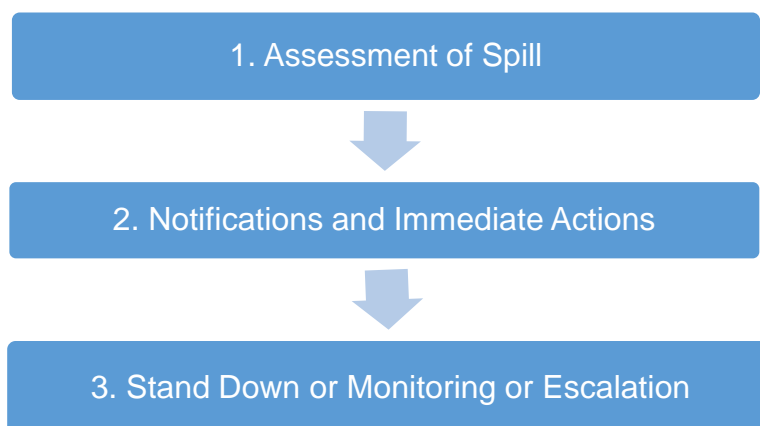 1. Assessment of Spill
2. Notifications and Immediate Actions
3. Stand Down or Monitoring or Escalation